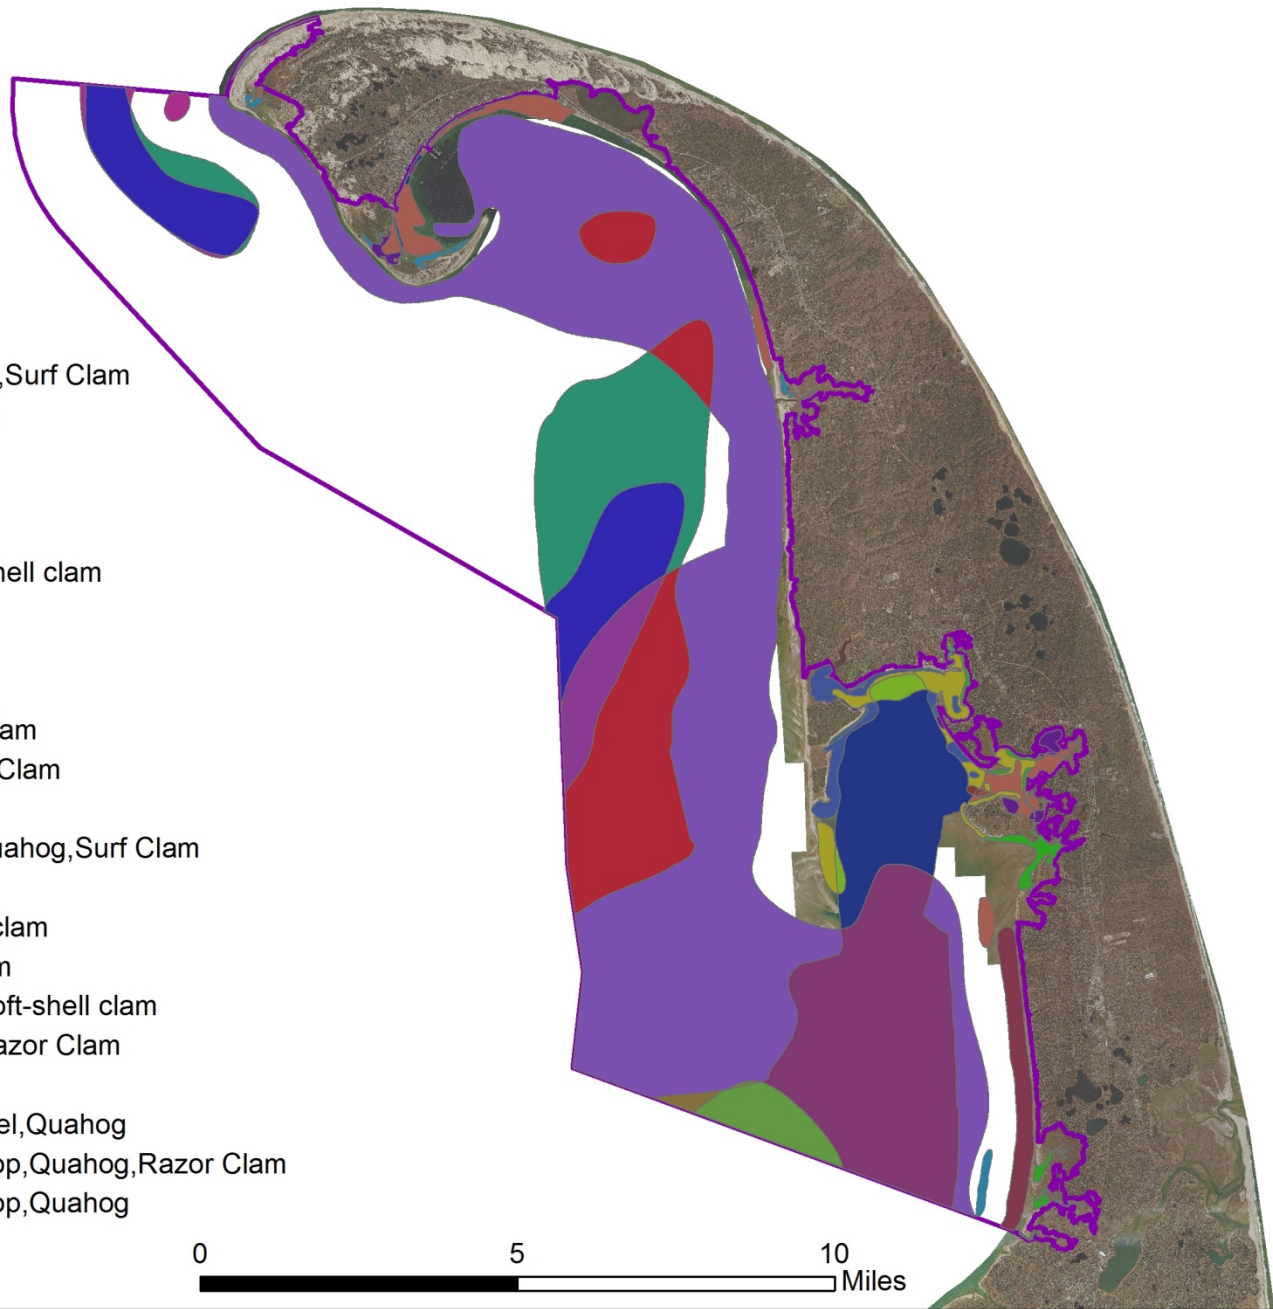 ,Surf Clam
hell clam
am
Clam
uahog,Surf Clam
clam
m
oft-shell clam
azor Clam
el,Quahog
op,Quahog,Razor Clam
op,Quahog
0 5 10
Miles